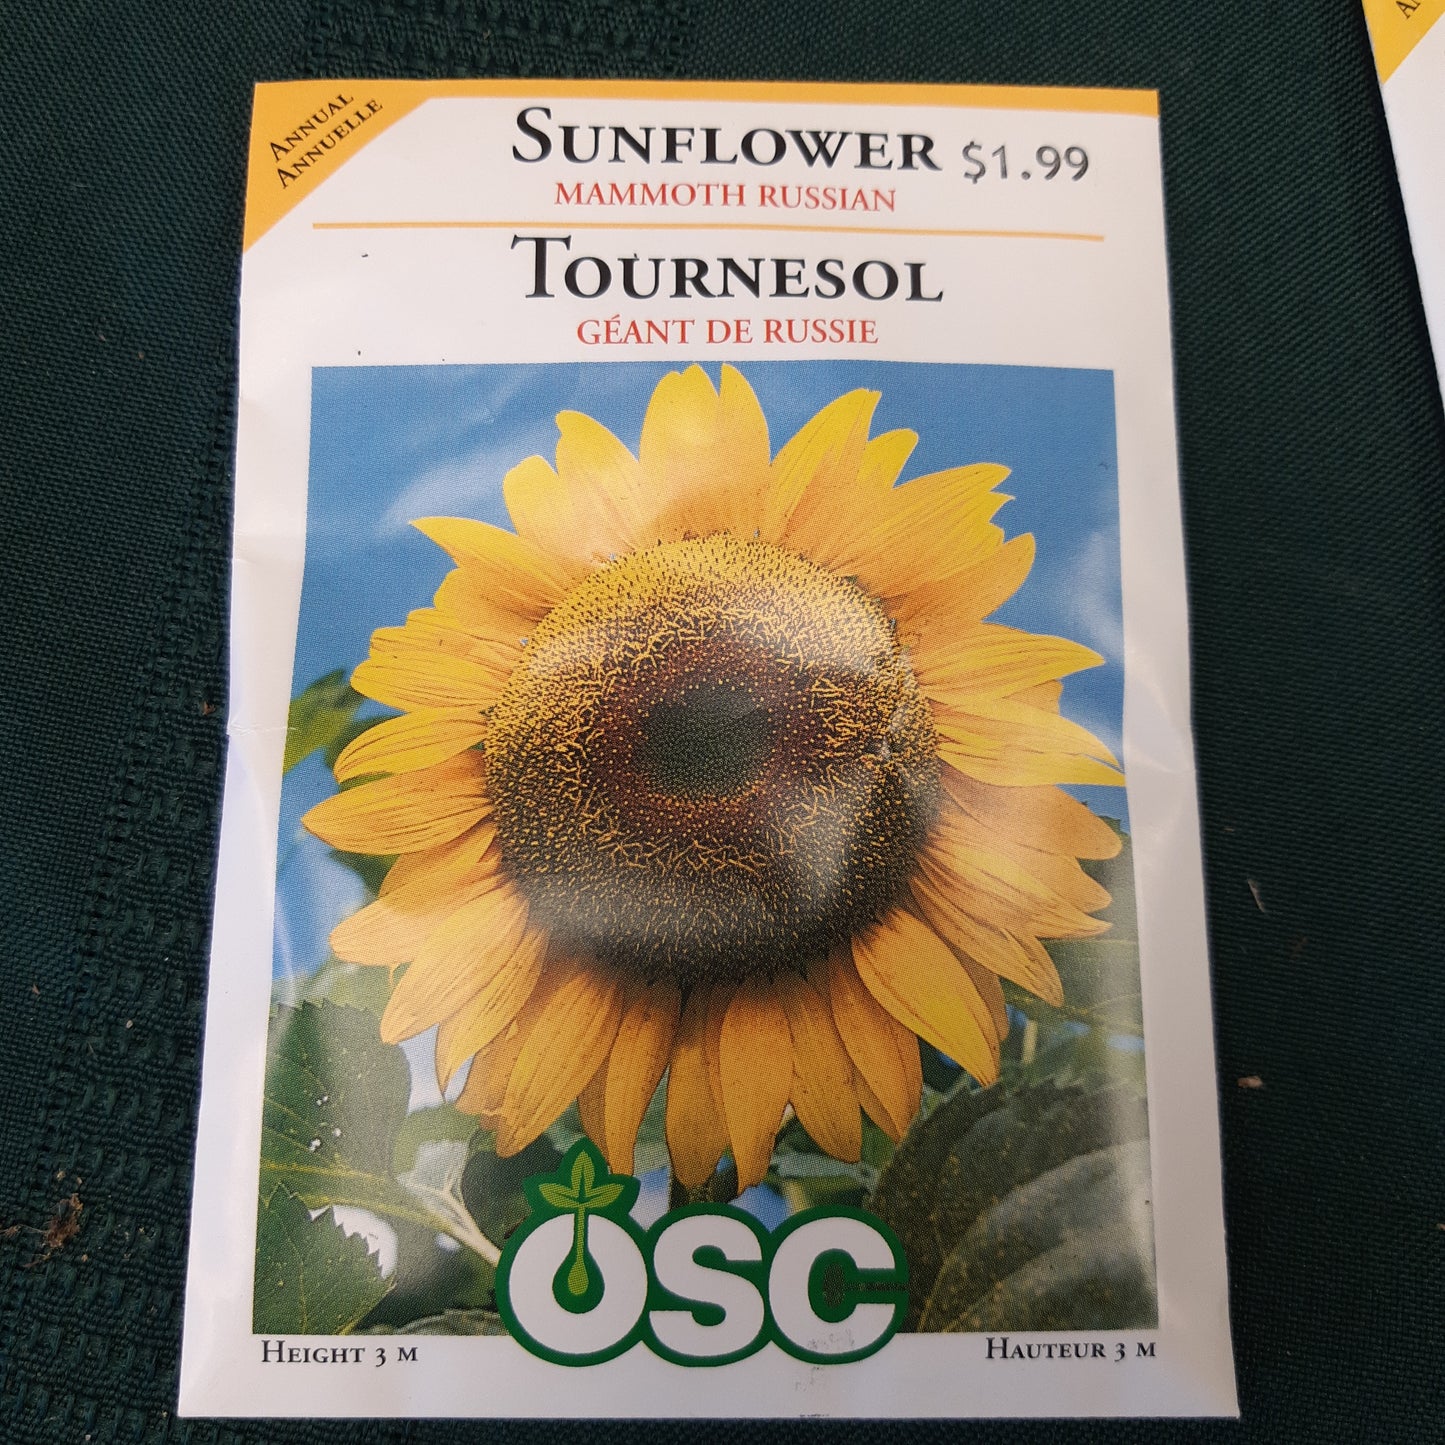 ANNUAL
ANNUELLE
SUNFLOWER $1.99
MAMMOTH RUSSIAN
TOURNESOL
GÉANT DE RUSSIE
OSC
HEIGHT 3 M
HAUTEUR 3 M